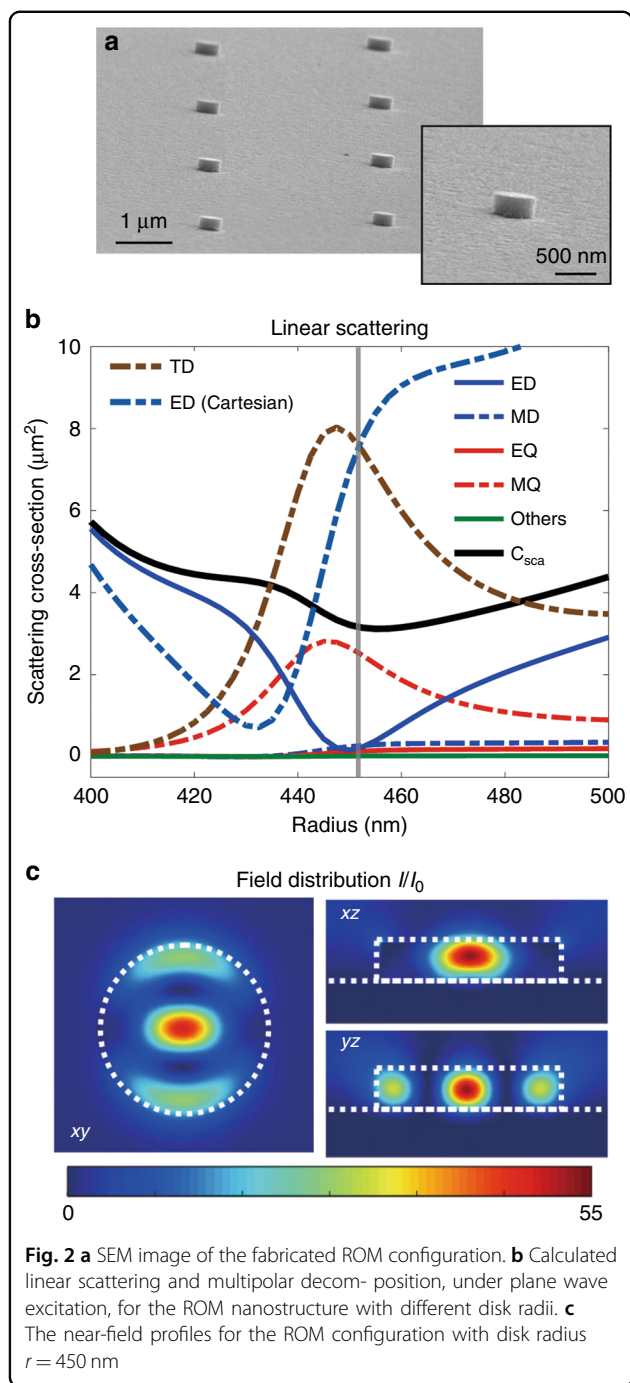 a
1 μm
500 nm
b
Linear scattering
10
8
6
4
2
0
Scattering cross-section (μm²)
TD
ED (Cartesian)
ED
MD
EQ
MQ
Others
C_sca
400
420
440
460
480
500
Radius (nm)
c
Field distribution I/I₀
xy
xz
yz
0
55
Fig. 2 a SEM image of the fabricated ROM configuration. b Calculated
linear scattering and multipolar decom- position, under plane wave
excitation, for the ROM nanostructure with different disk radii. c
The near-field profiles for the ROM configuration with disk radius
r = 450 nm